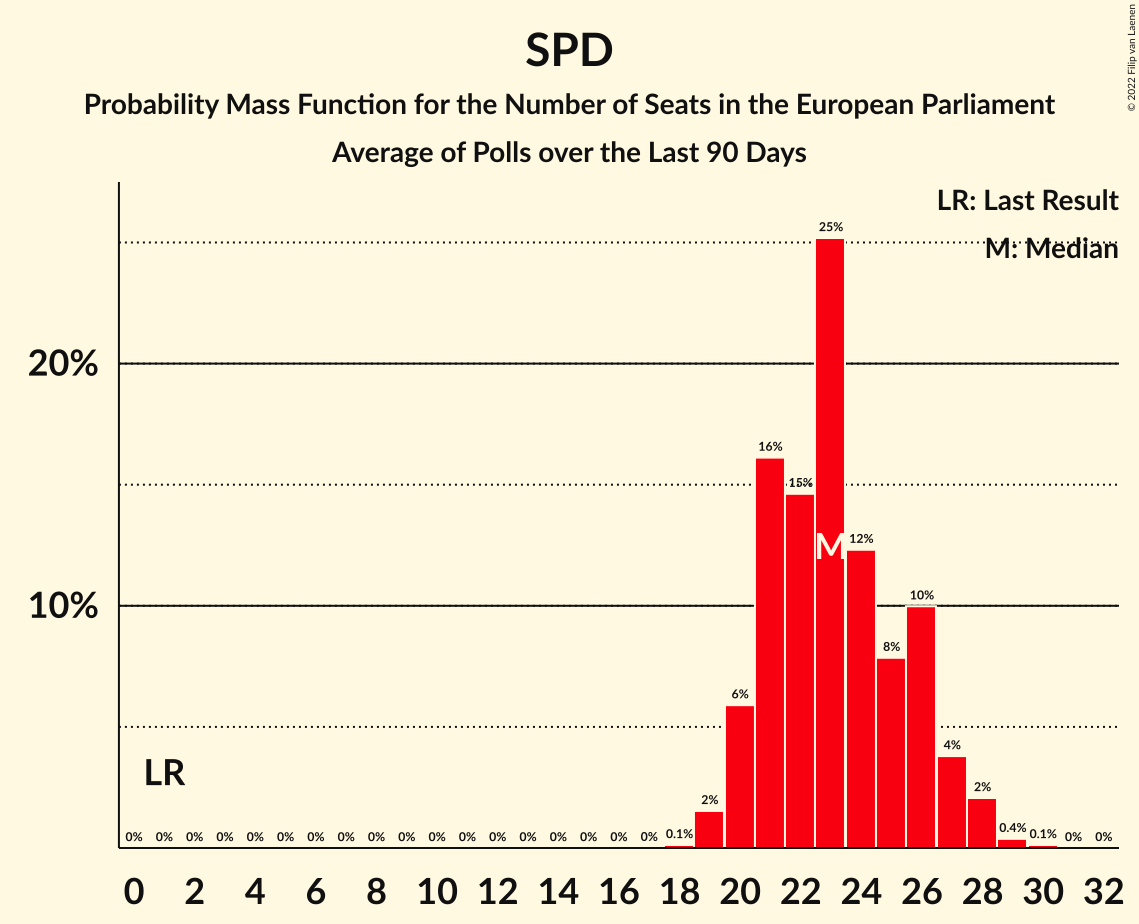 SPD
Probability Mass Function for the Number of Seats in the European Parliament
Average of Polls over the Last 90 Days
© 2022 Filip van Laenen
LR: Last Result
M: Median
25%
20%
16%
15%
M
12%
10%
10%
8%
6%
4%
LR
2%
2%
0% 0% 0% 0% 0% 0% 0% 0% 0% 0% 0% 0% 0% 0% 0% 0% 0% 0% 0.1% 0.4% 0.1% 0% 0%
0 2 4 6 8 10 12 14 16 18 20 22 24 26 28 30 32